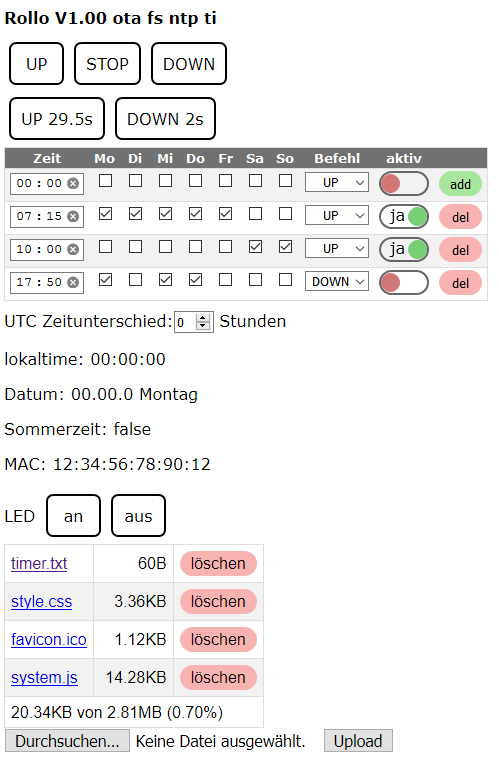 Rollo V1.00 ota fs ntp ti
UP STOP DOWN
UP 29.5s DOWN 2s
Zeit Mo Di Mi Do Fr Sa So Befehl aktiv
00 : 00 UP add
07 : 15 UP ja del
10 : 00 UP ja del
17 : 50 DOWN del
UTC Zeitunterschied: 0 Stunden
lokaltime: 00:00:00
Datum: 00.00.0 Montag
Sommerzeit: false
MAC: 12:34:56:78:90:12
LED an aus
timer.txt 60B löschen
style.css 3.36KB löschen
favicon.ico 1.12KB löschen
system.js 14.28KB löschen
20.34KB von 2.81MB (0.70%)
Durchsuchen... Keine Datei ausgewählt. Upload